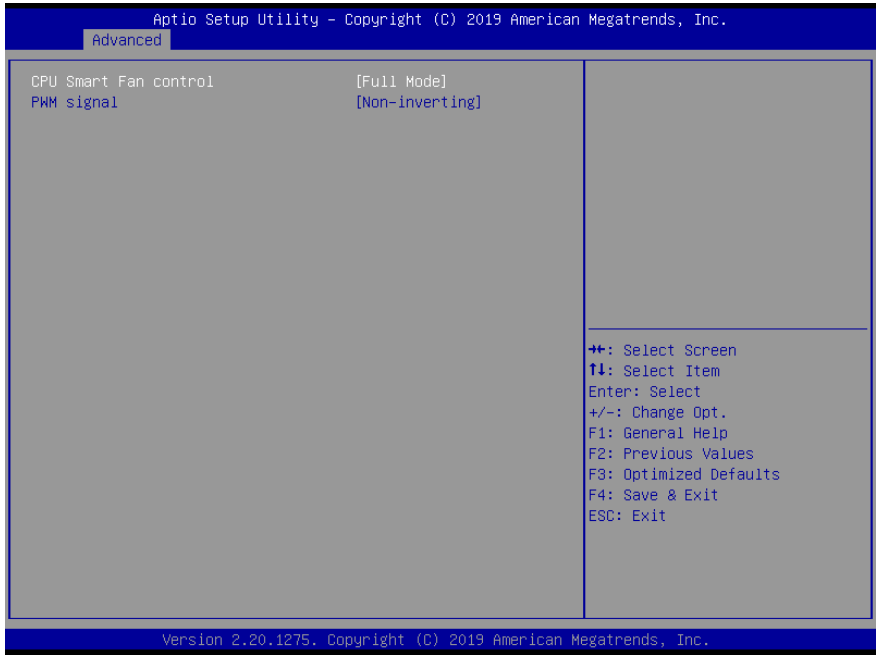 Aptio Setup Utility – Copyright (C) 2019 American Megatrends, Inc.
Advanced
CPU Smart Fan control [Full Mode]
PWM signal [Non-inverting]
→←: Select Screen
↑↓: Select Item
Enter: Select
+/-: Change Opt.
F1: General Help
F2: Previous Values
F3: Optimized Defaults
F4: Save & Exit
ESC: Exit
Version 2.20.1275. Copyright (C) 2019 American Megatrends, Inc.